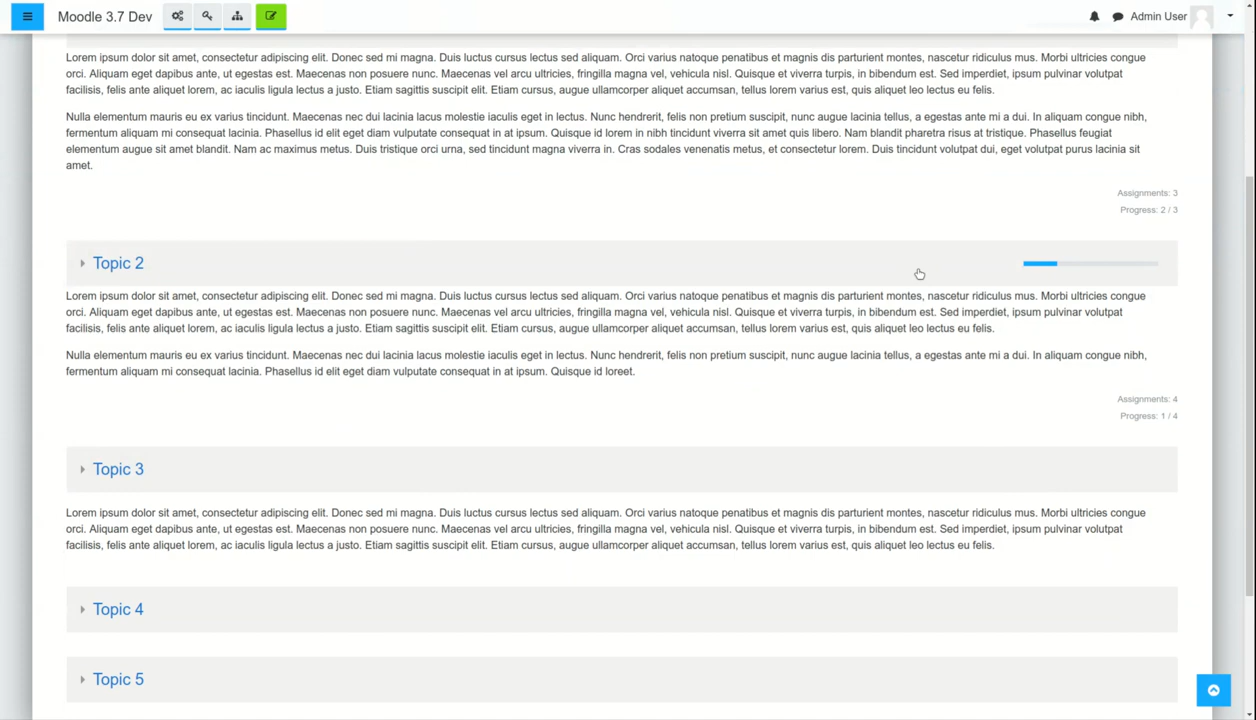 Moodle 3.7 Dev
Admin User
Lorem ipsum dolor sit amet, consectetur adipiscing elit. Donec sed mi magna. Duis luctus cursus lectus sed aliquam. Orci varius natoque penatibus et magnis dis parturient montes, nascetur ridiculus mus. Morbi ultricies congue
orci. Aliquam eget dapibus ante, ut egestas est. Maecenas non posuere nunc. Maecenas vel arcu ultricies, fringilla magna vel, vehicula nisl. Quisque et viverra turpis, in bibendum est. Sed imperdiet, ipsum pulvinar volutpat
facilisis, felis ante aliquet lorem, ac iaculis ligula lectus a justo. Etiam sagittis suscipit elit. Etiam cursus, augue ullamcorper aliquet accumsan, tellus lorem varius est, quis aliquet leo lectus eu felis.
Nulla elementum mauris eu ex varius tincidunt. Maecenas nec dui lacinia lacus molestie iaculis eget in lectus. Nunc hendrerit, felis non pretium suscipit, nunc augue lacinia tellus, a egestas ante mi a dui. In aliquam congue nibh,
fermentum aliquam mi consequat lacinia. Phasellus id elit eget diam vulputate consequat in at ipsum. Quisque id lorem in nibh tincidunt viverra sit amet quis libero. Nam blandit pharetra risus at tristique. Phasellus feugiat
elementum augue sit amet blandit. Nam ac maximus metus. Duis tristique orci urna, sed tincidunt magna viverra in. Cras sodales venenatis metus, et consectetur lorem. Duis tincidunt volutpat dui, eget volutpat purus lacinia sit
amet.
Assignments: 3
Progress: 2 / 3
Topic 2
Lorem ipsum dolor sit amet, consectetur adipiscing elit. Donec sed mi magna. Duis luctus cursus lectus sed aliquam. Orci varius natoque penatibus et magnis dis parturient montes, nascetur ridiculus mus. Morbi ultricies congue
orci. Aliquam eget dapibus ante, ut egestas est. Maecenas non posuere nunc. Maecenas vel arcu ultricies, fringilla magna vel, vehicula nisl. Quisque et viverra turpis, in bibendum est. Sed imperdiet, ipsum pulvinar volutpat
facilisis, felis ante aliquet lorem, ac iaculis ligula lectus a justo. Etiam sagittis suscipit elit. Etiam cursus, augue ullamcorper aliquet accumsan, tellus lorem varius est, quis aliquet leo lectus eu felis.
Nulla elementum mauris eu ex varius tincidunt. Maecenas nec dui lacinia lacus molestie iaculis eget in lectus. Nunc hendrerit, felis non pretium suscipit, nunc augue lacinia tellus, a egestas ante mi a dui. In aliquam congue nibh,
fermentum aliquam mi consequat lacinia. Phasellus id elit eget diam vulputate consequat in at ipsum. Quisque id loreet.
Assignments: 4
Progress: 1 / 4
Topic 3
Lorem ipsum dolor sit amet, consectetur adipiscing elit. Donec sed mi magna. Duis luctus cursus lectus sed aliquam. Orci varius natoque penatibus et magnis dis parturient montes, nascetur ridiculus mus. Morbi ultricies congue
orci. Aliquam eget dapibus ante, ut egestas est. Maecenas non posuere nunc. Maecenas vel arcu ultricies, fringilla magna vel, vehicula nisl. Quisque et viverra turpis, in bibendum est. Sed imperdiet, ipsum pulvinar volutpat
facilisis, felis ante aliquet lorem, ac iaculis ligula lectus a justo. Etiam sagittis suscipit elit. Etiam cursus, augue ullamcorper aliquet accumsan, tellus lorem varius est, quis aliquet leo lectus eu felis.
Topic 4
Topic 5